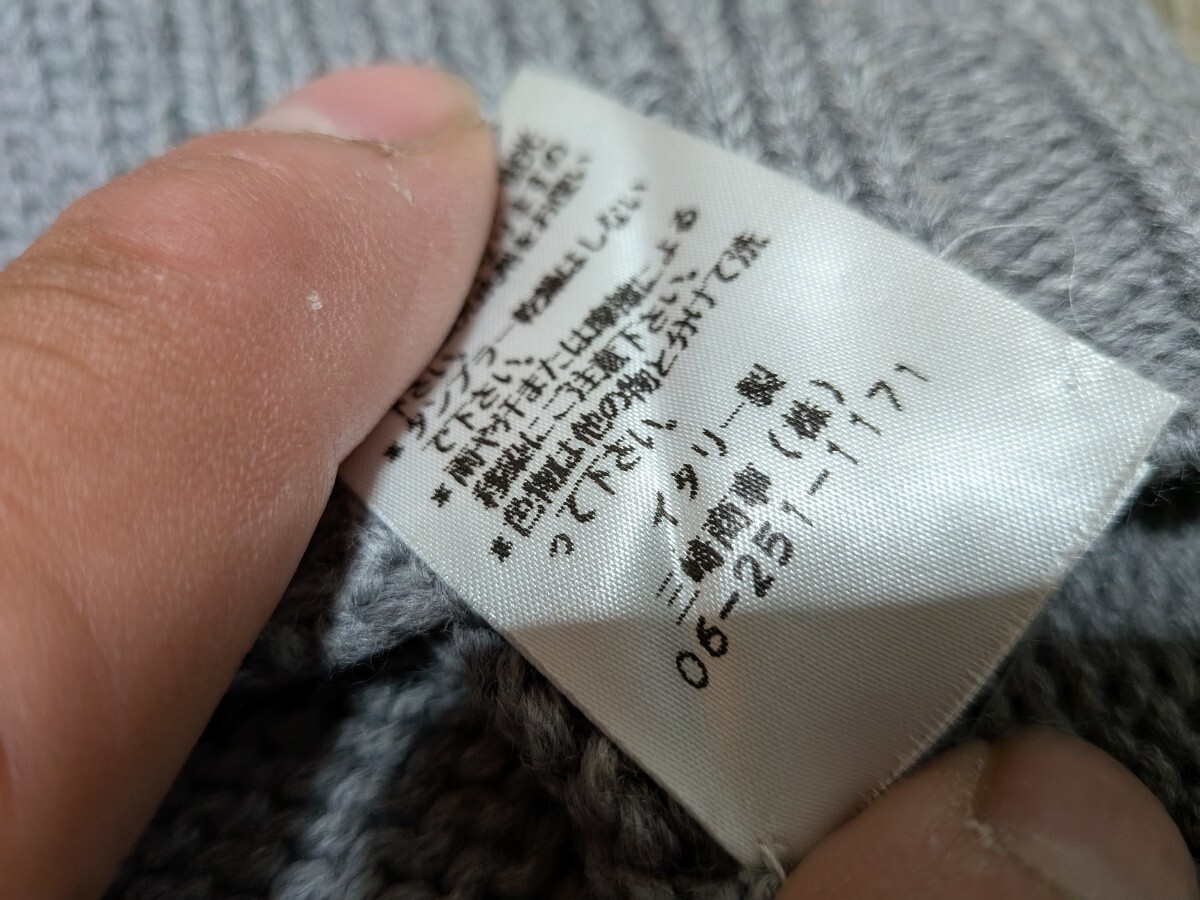 下さい。
*タンブラー乾燥はしない
で下さい。
*雨や汗または摩擦による
移染にご注意下さい。
*色物は他の物と分けて洗
って下さい。
イタリー製
三崎商事(株)
06-251-1171